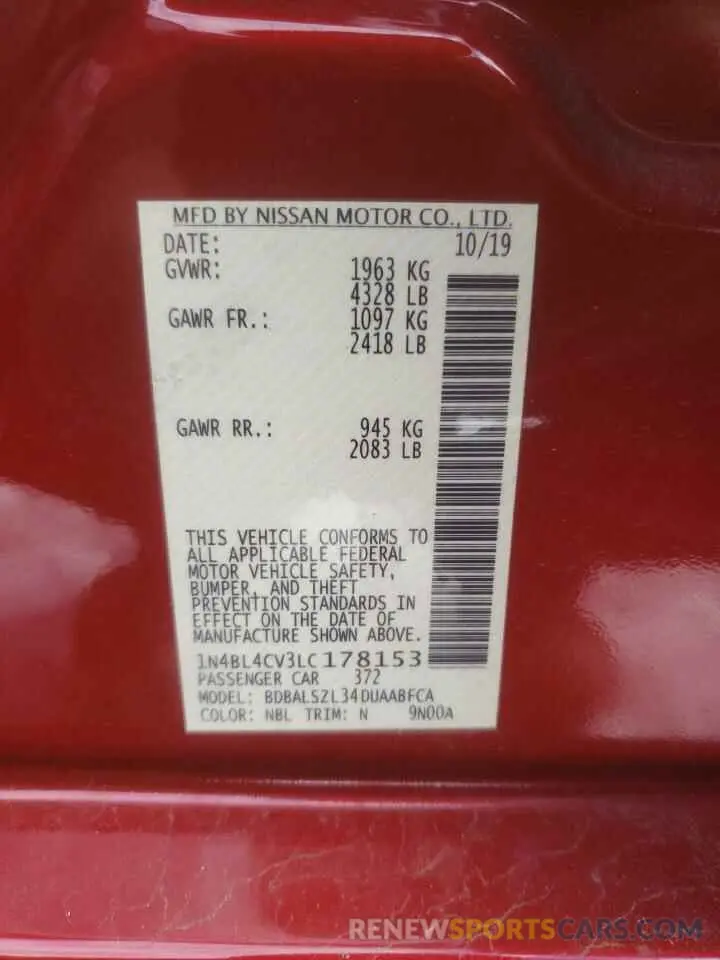 MFD BY NISSAN MOTOR CO., LTD.
DATE: 10/19
GVWR: 1963 KG
4328 LB
GAWR FR.: 1097 KG
2418 LB
GAWR RR.: 945 KG
2083 LB
THIS VEHICLE CONFORMS TO
ALL APPLICABLE FEDERAL
MOTOR VEHICLE SAFETY,
BUMPER, AND THEFT
PREVENTION STANDARDS IN
EFFECT ON THE DATE OF
MANUFACTURE SHOWN ABOVE.
1N4BL4CV3LC178153
PASSENGER CAR 372
MODEL: BDBALSZL34DUAABFCA
COLOR: NBL TRIM: N 9N00A
RENEWSALVAGECARS.COM